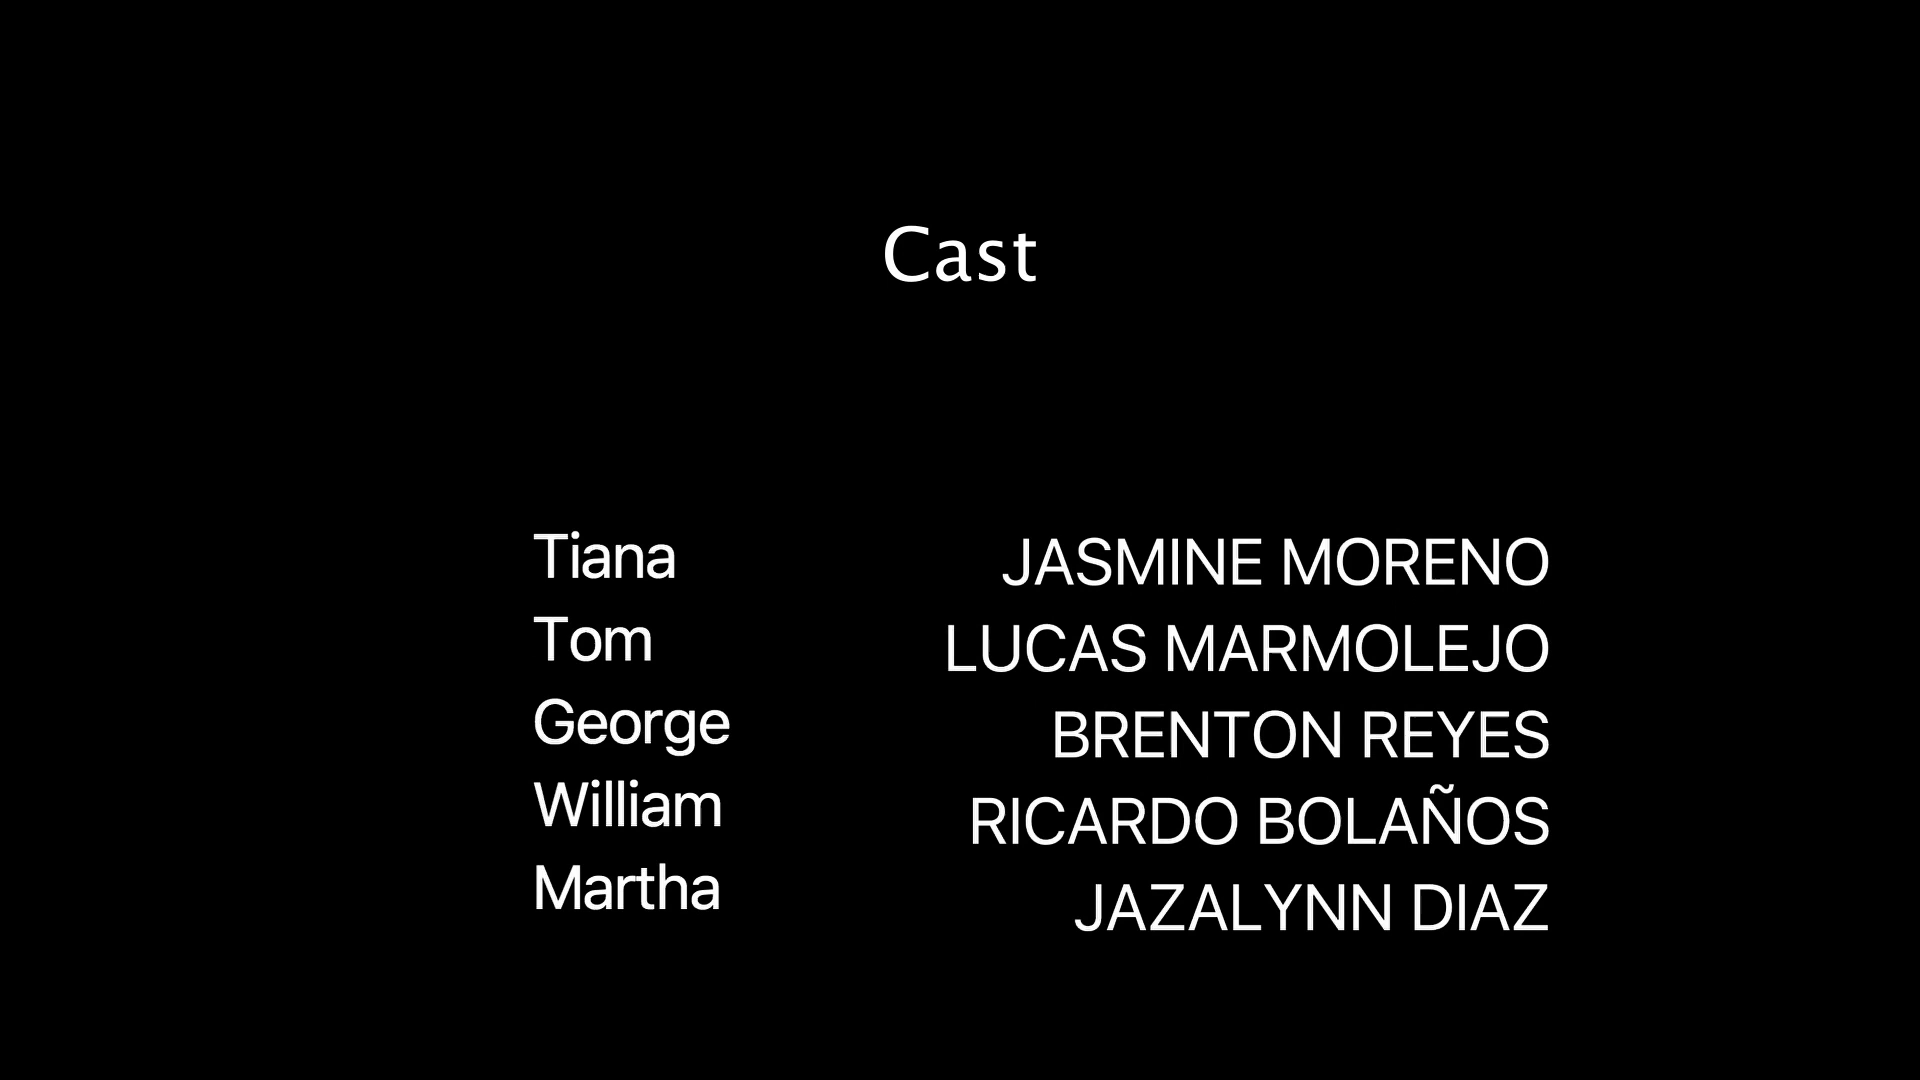 Cast
Tiana JASMINE MORENO
Tom LUCAS MARMOLEJO
George BRENTON REYES
William RICARDO BOLAÑOS
Martha JAZALYNN DIAZ